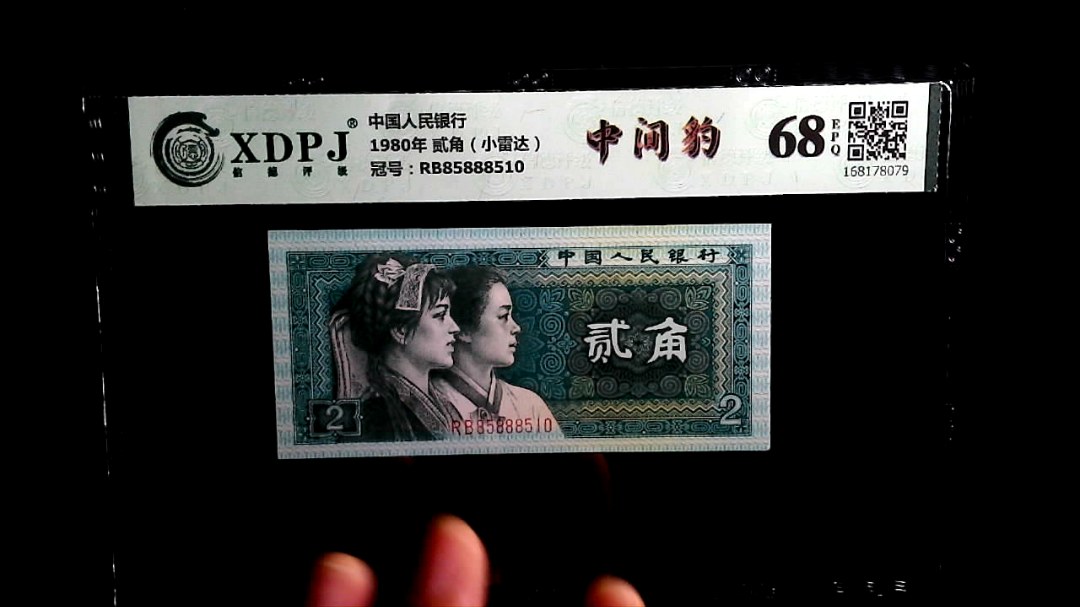 XDPJ®
信德评级
中国人民银行
1980年 贰角（小雷达）
冠号：RB85888510
中间豹
68
EPQ
168178079
中国人民银行
贰角
2
2
RB85888510